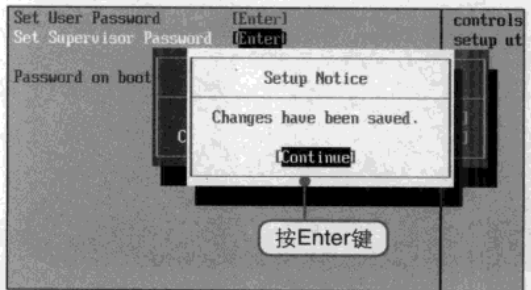 Set User Password [Enter]
Set Supervisor Password [Enter]
Password on boot
controls
setup ut
Setup Notice
Changes have been saved.
[Continue]
按Enter键